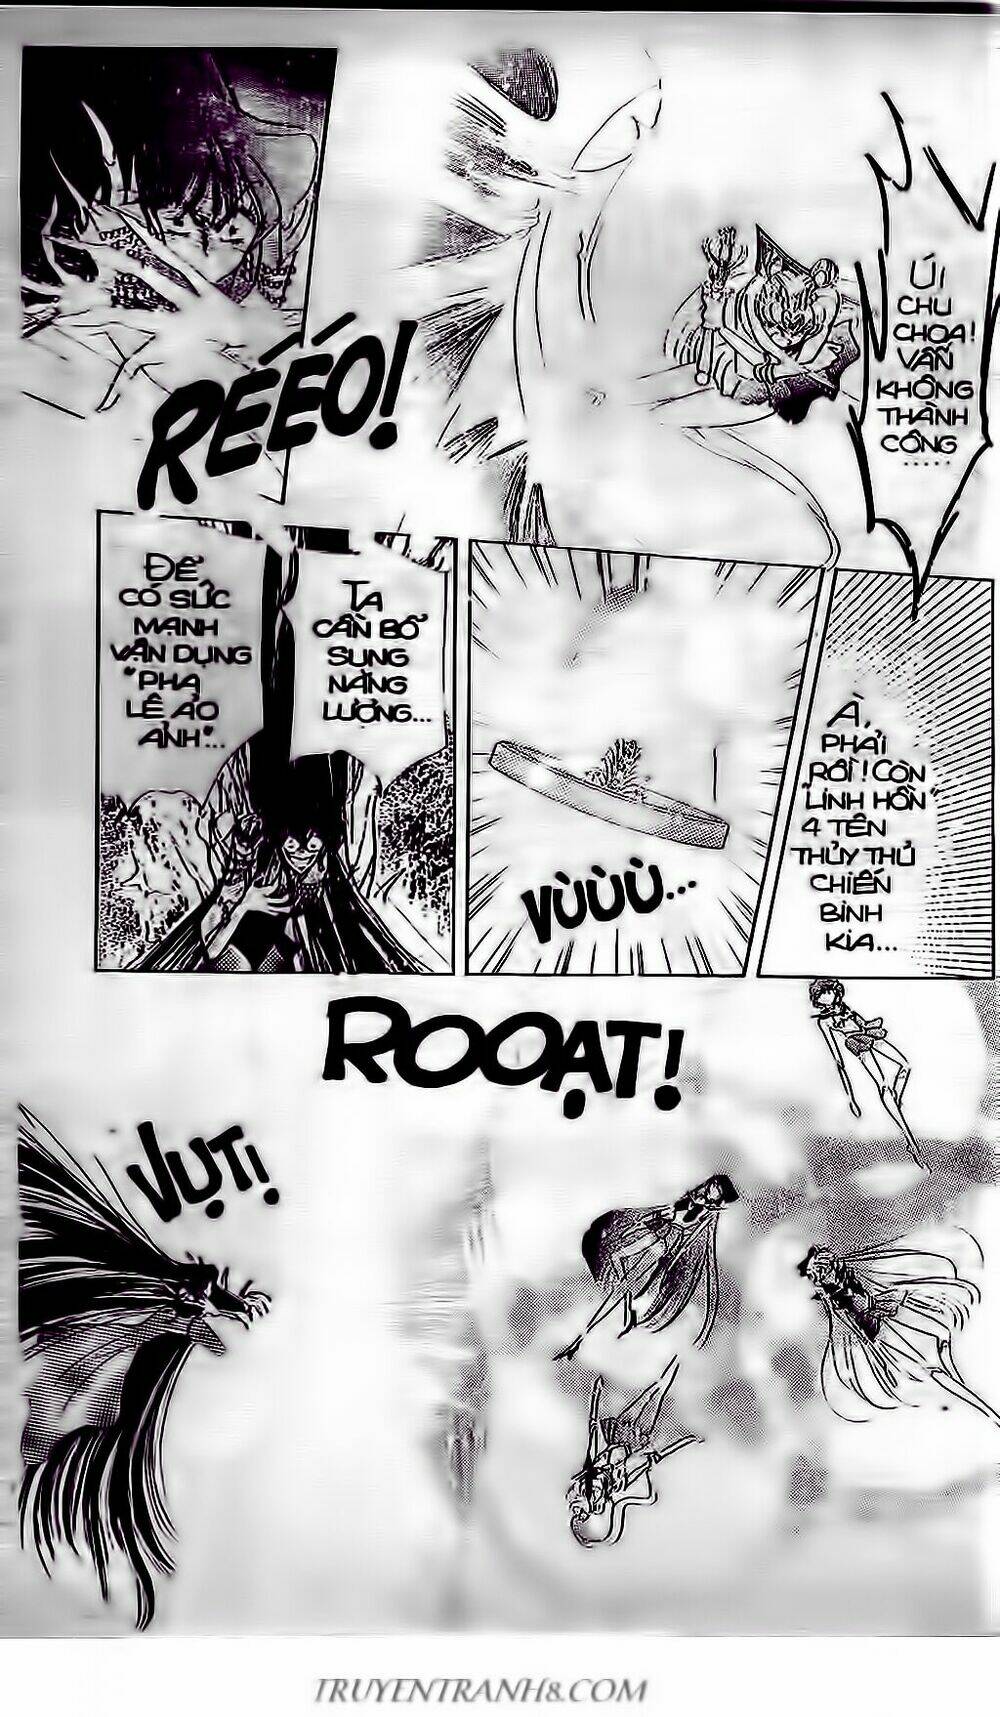 ÚI
CHU
CHOA!
VẪN
KHÔNG
THÀNH
CÔNG
.....
RÉÉÉO!
À,
PHẢI
RỒI! CÒN
"LINH HỒN"
4 TÊN
THỦY THỦ
CHIẾN
BINH
KIA...
VÙÙÙ...
TA
CẦN BỔ
SUNG
NĂNG
LƯỢNG...
ĐỂ
CÓ SỨC
MẠNH
VẬN DỤNG
"PHA
LÊ ẢO
ẢNH"...
ROOẠT!
VỤT!
TRUYENTRANH8.COM